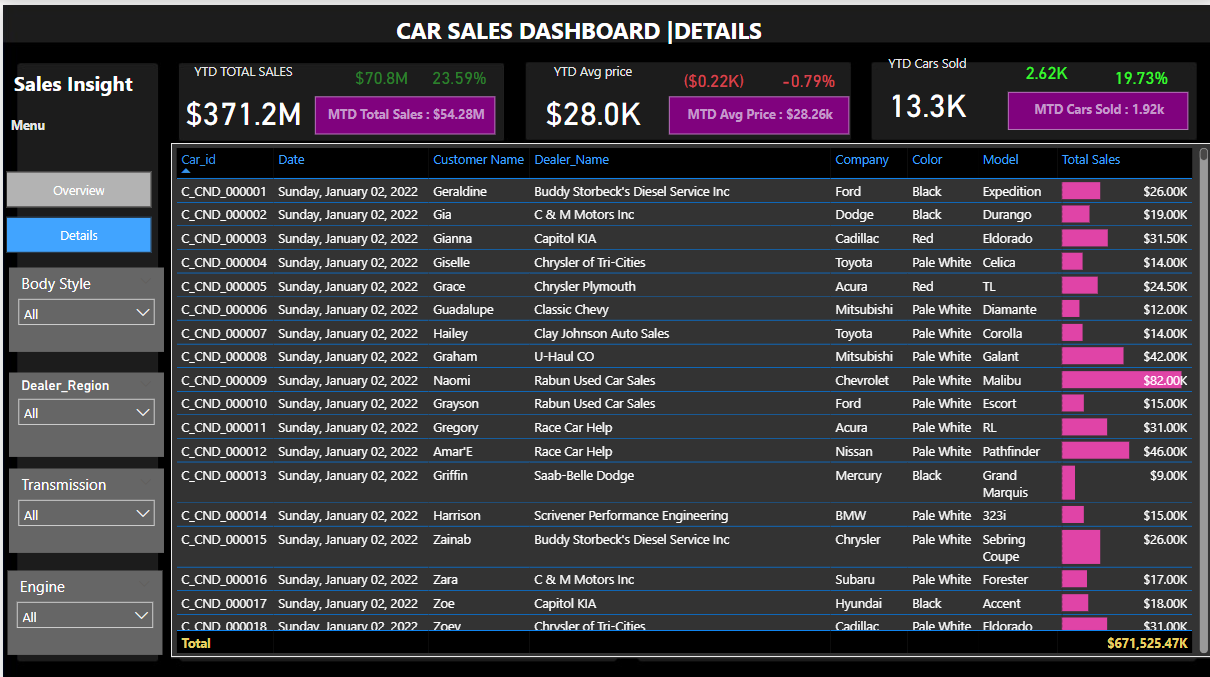 CAR SALES DASHBOARD |DETAILS
Sales Insight
Menu
Overview
Details
Body Style
All
Dealer_Region
All
Transmission
All
Engine
All
YTD TOTAL SALES
$70.8M 23.59%
$371.2M
MTD Total Sales : $54.28M
YTD Avg price
($0.22K) -0.79%
$28.0K
MTD Avg Price : $28.26k
YTD Cars Sold
2.62K 19.73%
13.3K
MTD Cars Sold : 1.92k
Car_id Date Customer Name Dealer_Name Company Color Model Total Sales
C_CND_000001 Sunday, January 02, 2022 Geraldine Buddy Storbeck's Diesel Service Inc Ford Black Expedition $26.00K
C_CND_000002 Sunday, January 02, 2022 Gia C & M Motors Inc Dodge Black Durango $19.00K
C_CND_000003 Sunday, January 02, 2022 Gianna Capitol KIA Cadillac Red Eldorado $31.50K
C_CND_000004 Sunday, January 02, 2022 Giselle Chrysler of Tri-Cities Toyota Pale White Celica $14.00K
C_CND_000005 Sunday, January 02, 2022 Grace Chrysler Plymouth Acura Red TL $24.50K
C_CND_000006 Sunday, January 02, 2022 Guadalupe Classic Chevy Mitsubishi Pale White Diamante $12.00K
C_CND_000007 Sunday, January 02, 2022 Hailey Clay Johnson Auto Sales Toyota Pale White Corolla $14.00K
C_CND_000008 Sunday, January 02, 2022 Graham U-Haul CO Mitsubishi Pale White Galant $42.00K
C_CND_000009 Sunday, January 02, 2022 Naomi Rabun Used Car Sales Chevrolet Pale White Malibu $82.00K
C_CND_000010 Sunday, January 02, 2022 Grayson Rabun Used Car Sales Ford Pale White Escort $15.00K
C_CND_000011 Sunday, January 02, 2022 Gregory Race Car Help Acura Pale White RL $31.00K
C_CND_000012 Sunday, January 02, 2022 Amar'E Race Car Help Nissan Pale White Pathfinder $46.00K
C_CND_000013 Sunday, January 02, 2022 Griffin Saab-Belle Dodge Mercury Black Grand $9.00K
Marquis
C_CND_000014 Sunday, January 02, 2022 Harrison Scrivener Performance Engineering BMW Pale White 323i $15.00K
C_CND_000015 Sunday, January 02, 2022 Zainab Buddy Storbeck's Diesel Service Inc Chrysler Pale White Sebring $26.00K
Coupe
C_CND_000016 Sunday, January 02, 2022 Zara C & M Motors Inc Subaru Pale White Forester $17.00K
C_CND_000017 Sunday, January 02, 2022 Zoe Capitol KIA Hyundai Black Accent $18.00K
C_CND_000018 Sunday, January 02, 2022 Zoey Chrysler of Tri-Cities Cadillac Pale White Eldorado $31.00K
Total $671,525.47K